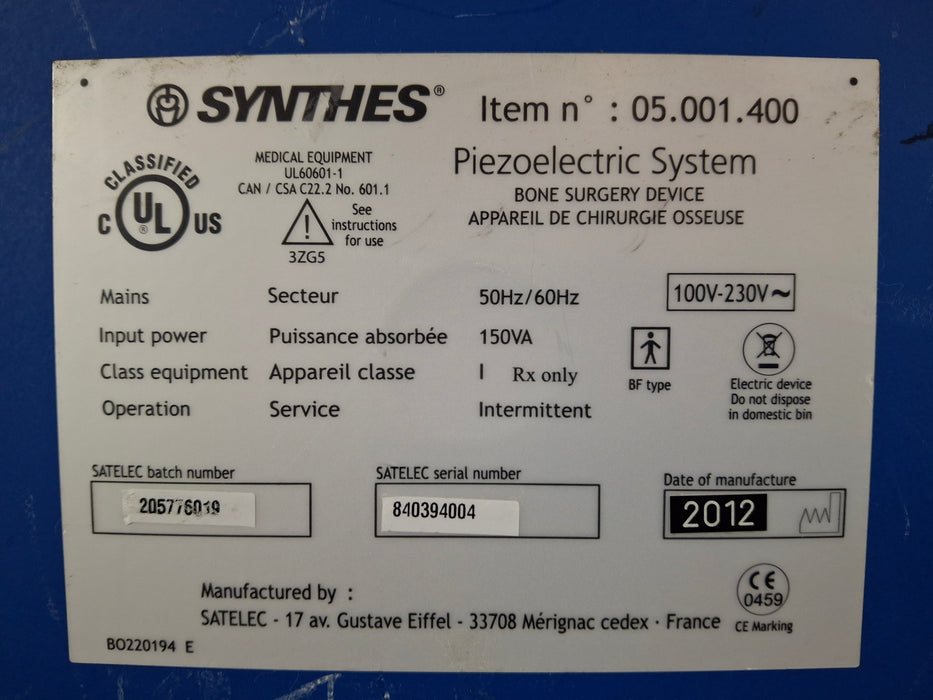 SYNTHES® Item n° : 05.001.400
CLASSIFIED
C UL® US
MEDICAL EQUIPMENT
UL60601-1
CAN / CSA C22.2 No. 601.1
! See
instructions
for use
3ZG5
Piezoelectric System
BONE SURGERY DEVICE
APPAREIL DE CHIRURGIE OSSEUSE
Mains Secteur 50Hz/60Hz 100V-230V~
Input power Puissance absorbée 150VA
Class equipment Appareil classe I Rx only
Operation Service Intermittent
BF type
Electric device
Do not dispose
in domestic bin
SATELEC batch number
205776019
SATELEC serial number
840394004
Date of manufacture
2012
Manufactured by :
SATELEC - 17 av. Gustave Eiffel - 33708 Mérignac cedex · France
CE
0459
CE Marking
BO220194 E